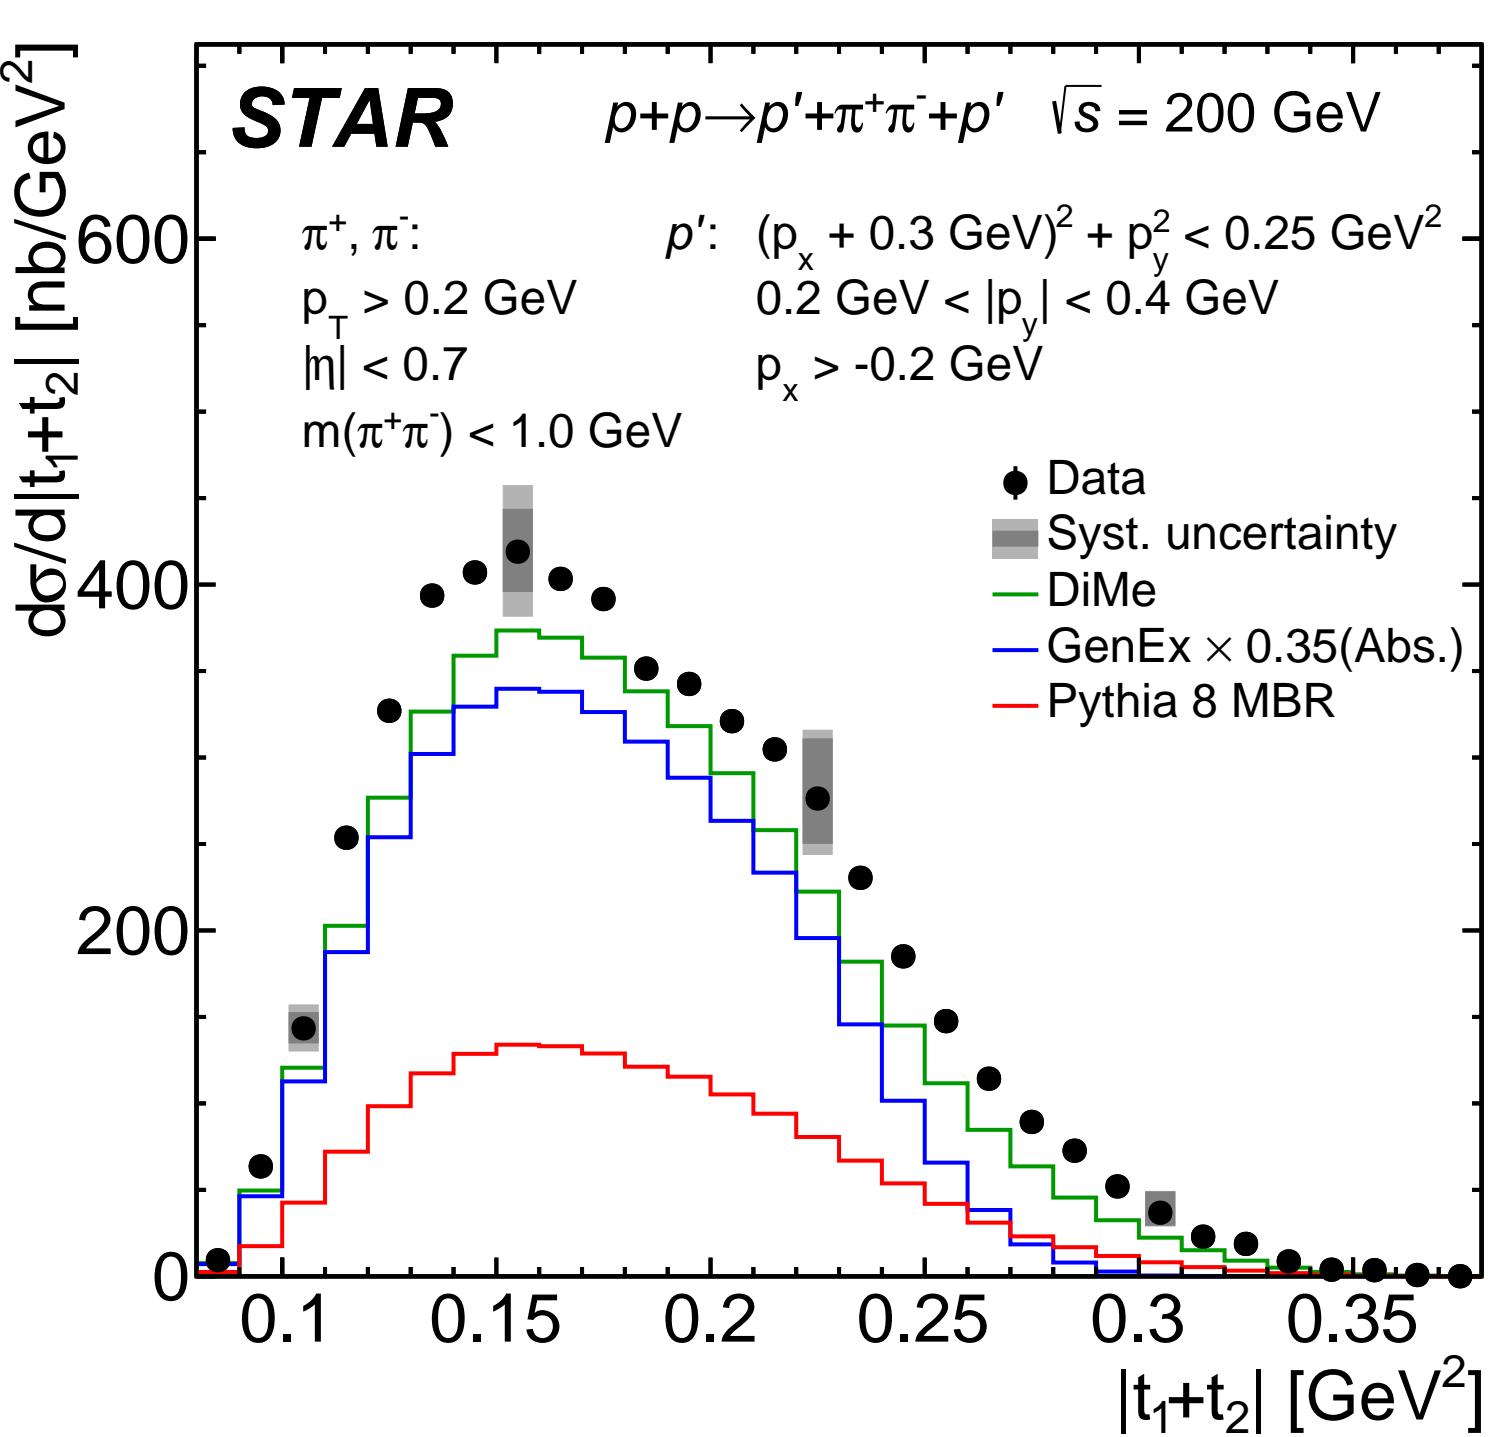 STAR p+p→p′+π⁺π⁻+p′ √s = 200 GeV
π⁺, π⁻: p′: (pₓ + 0.3 GeV)² + p_y² < 0.25 GeV²
p_T > 0.2 GeV 0.2 GeV < |p_y| < 0.4 GeV
|η| < 0.7 pₓ > -0.2 GeV
m(π⁺π⁻) < 1.0 GeV
Data
Syst. uncertainty
DiMe
GenEx × 0.35(Abs.)
Pythia 8 MBR
dσ/d|t₁+t₂| [nb/GeV²]
600
400
200
0
0.1 0.15 0.2 0.25 0.3 0.35
|t₁+t₂| [GeV²]